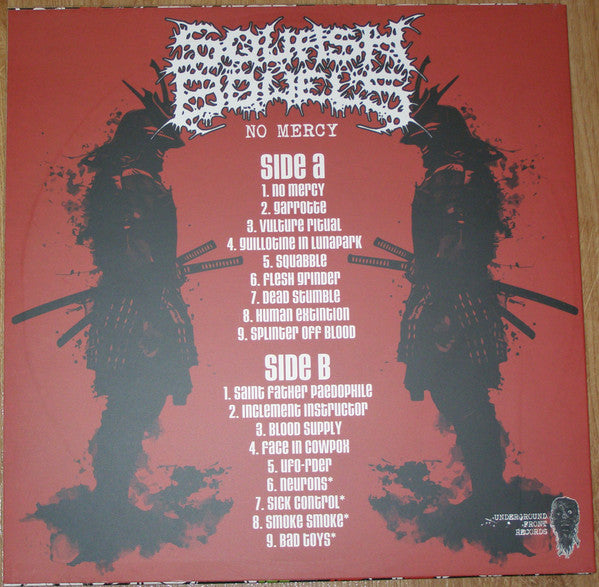 SQUASH
BOWELS
NO MERCY
SIDE A
1. NO MERCY
2. GARROTTE
3. VULTURE RITUAL
4. GUILLOTINE IN LUNAPARK
5. SQUABBLE
6. FLESH GRINDER
7. DEAD STUMBLE
8. HUMAN EXTINTION
9. SPLINTER OFF BLOOD
SIDE B
1. SAINT FATHER PAEDOPHILE
2. INCLEMENT INSTRUCTOR
3. BLOOD SUPPLY
4. FACE IN COWPOX
5. UFO-RDER
6. NEURONS*
7. SICK CONTROL*
8. SMOKE SMOKE*
9. BAD TOYS*
UNDERGROUND
FRONT
RECORDS